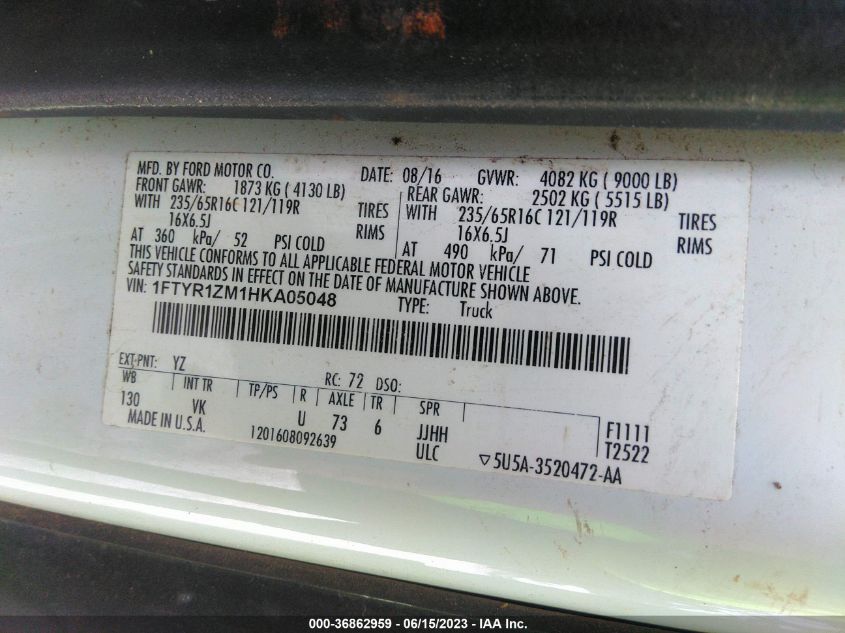 MFD. BY FORD MOTOR CO. DATE: 08/16 GVWR: 4082 KG ( 9000 LB)
FRONT GAWR: 1873 KG ( 4130 LB) REAR GAWR: 2502 KG ( 5515 LB)
WITH 235/65R16C 121/119R TIRES WITH 235/65R16C 121/119R TIRES
16X6.5J RIMS 16X6.5J RIMS
AT 360 kPa/ 52 PSI COLD AT 490 kPa/ 71 PSI COLD
THIS VEHICLE CONFORMS TO ALL APPLICABLE FEDERAL MOTOR VEHICLE
SAFETY STANDARDS IN EFFECT ON THE DATE OF MANUFACTURE SHOWN ABOVE.
VIN: 1FTYR1ZM1HKA05048 TYPE: Truck
EXT PNT: YZ RC: 72 DSO:
WB INT TR TP/PS R AXLE TR SPR
130 VK U 73 6 JJHH F1111
MADE IN U.S.A. 1201608092639 ULC T2522
▽5U5A-3520472-AA
000-36862959 - 06/15/2023 - IAA Inc.